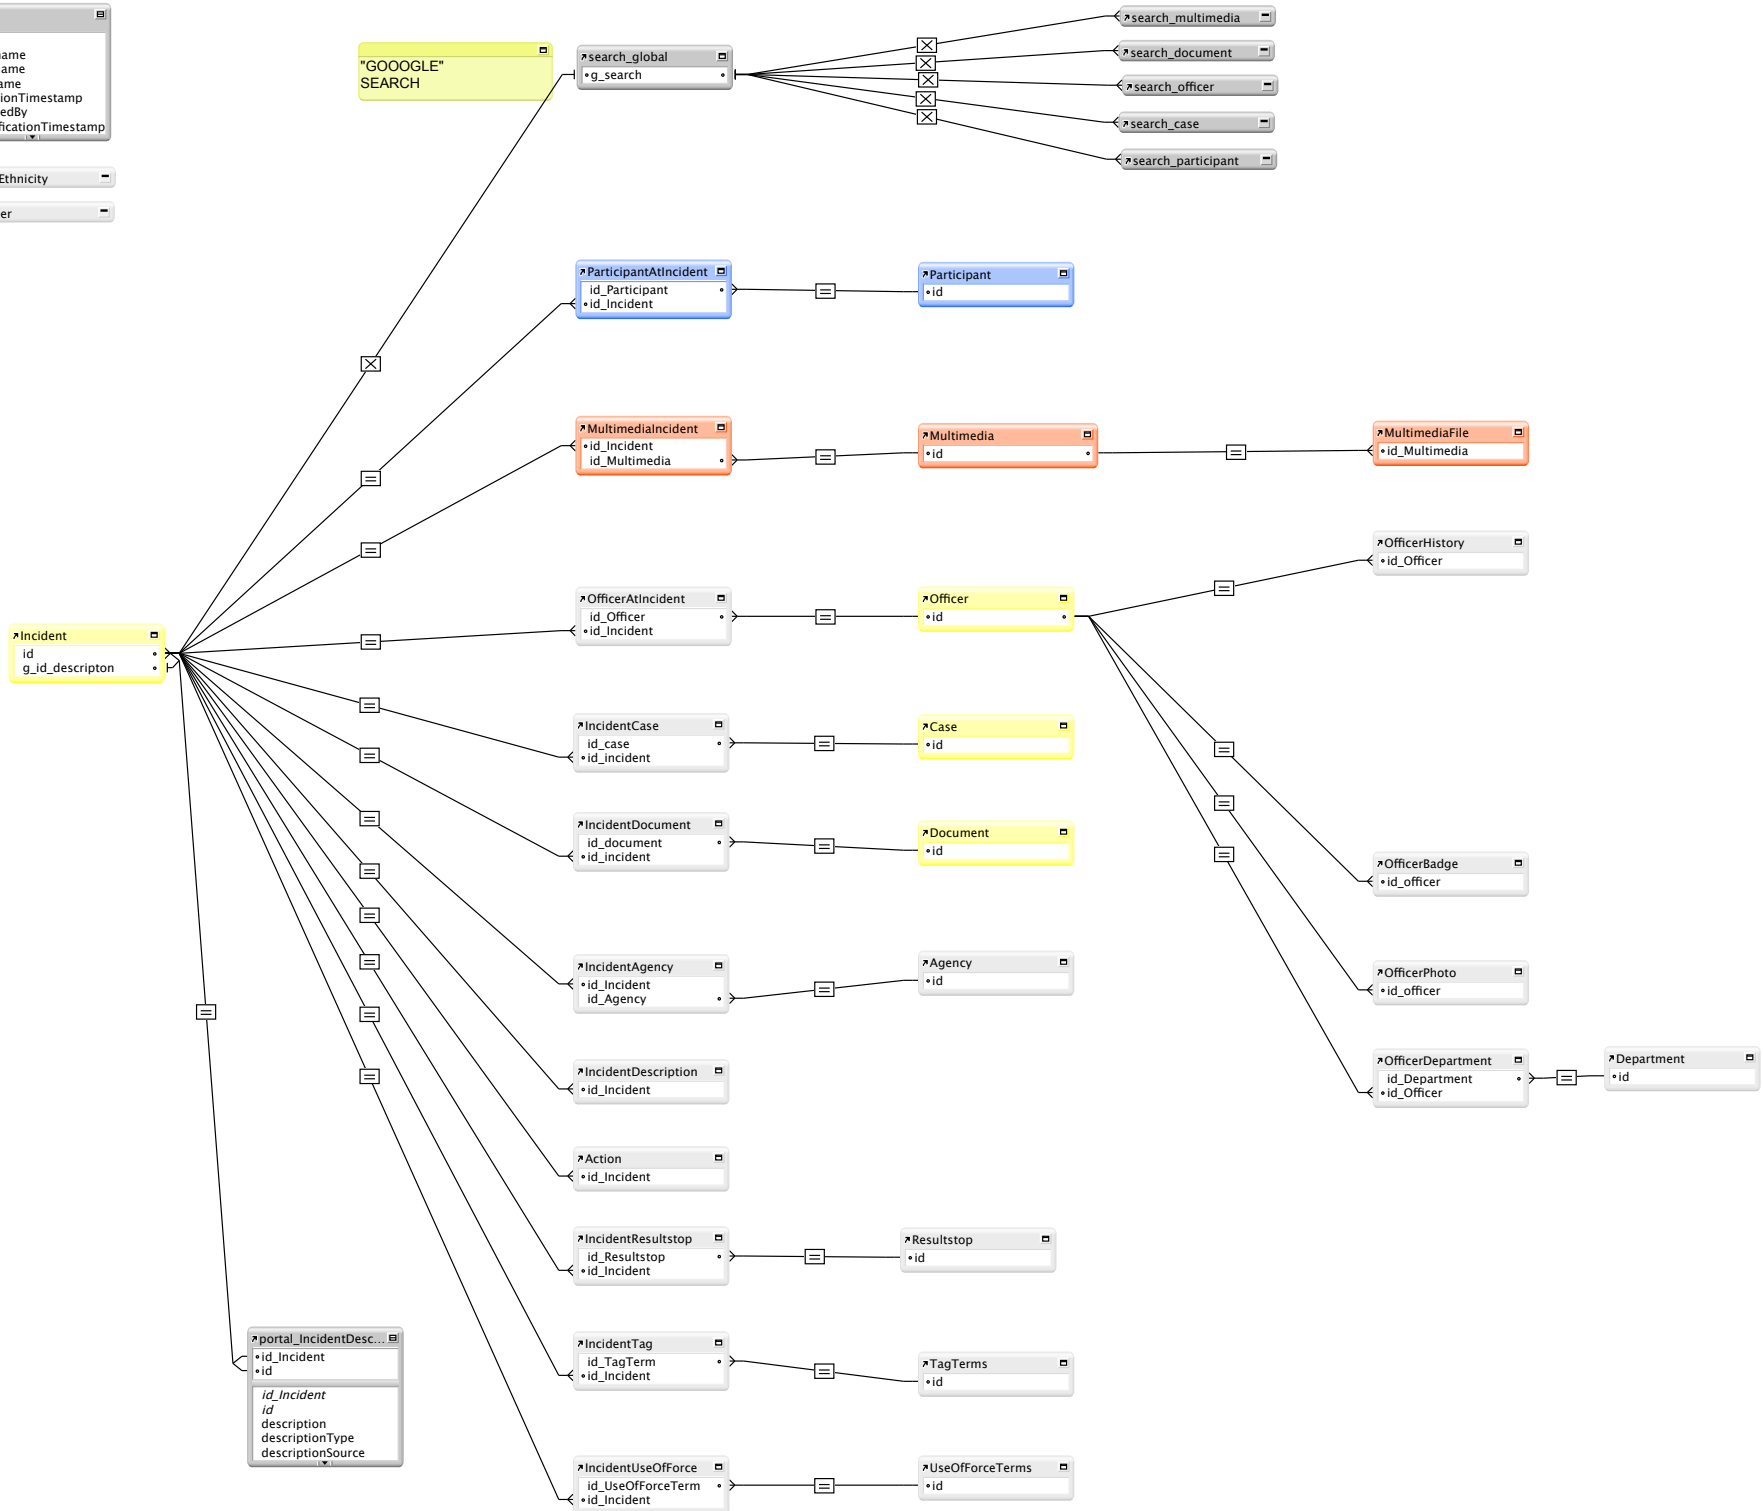 ame
ame
ame
ionTimestamp
edBy
ficationTimestamp
Ethnicity
er
"GOOOGLE"
SEARCH
search_global
g_search
search_multimedia
search_document
search_officer
search_case
search_participant
ParticipantAtIncident
id_Participant
id_Incident
Participant
id
MultimediaIncident
id_Incident
id_Multimedia
Multimedia
id
MultimediaFile
id_Multimedia
OfficerHistory
id_Officer
OfficerAtIncident
id_Officer
id_Incident
Officer
id
Incident
id
g_id_descripton
IncidentCase
id_case
id_incident
Case
id
IncidentDocument
id_document
id_incident
Document
id
OfficerBadge
id_officer
IncidentAgency
id_Incident
id_Agency
Agency
id
OfficerPhoto
id_officer
OfficerDepartment
id_Department
id_Officer
Department
id
IncidentDescription
id_Incident
Action
id_Incident
IncidentResultstop
id_Resultstop
id_Incident
Resultstop
id
portal_IncidentDesc...
id_Incident
id
id_Incident
id
description
descriptionType
descriptionSource
IncidentTag
id_TagTerm
id_Incident
TagTerms
id
IncidentUseOfForce
id_UseOfForceTerm
id_Incident
UseOfForceTerms
id